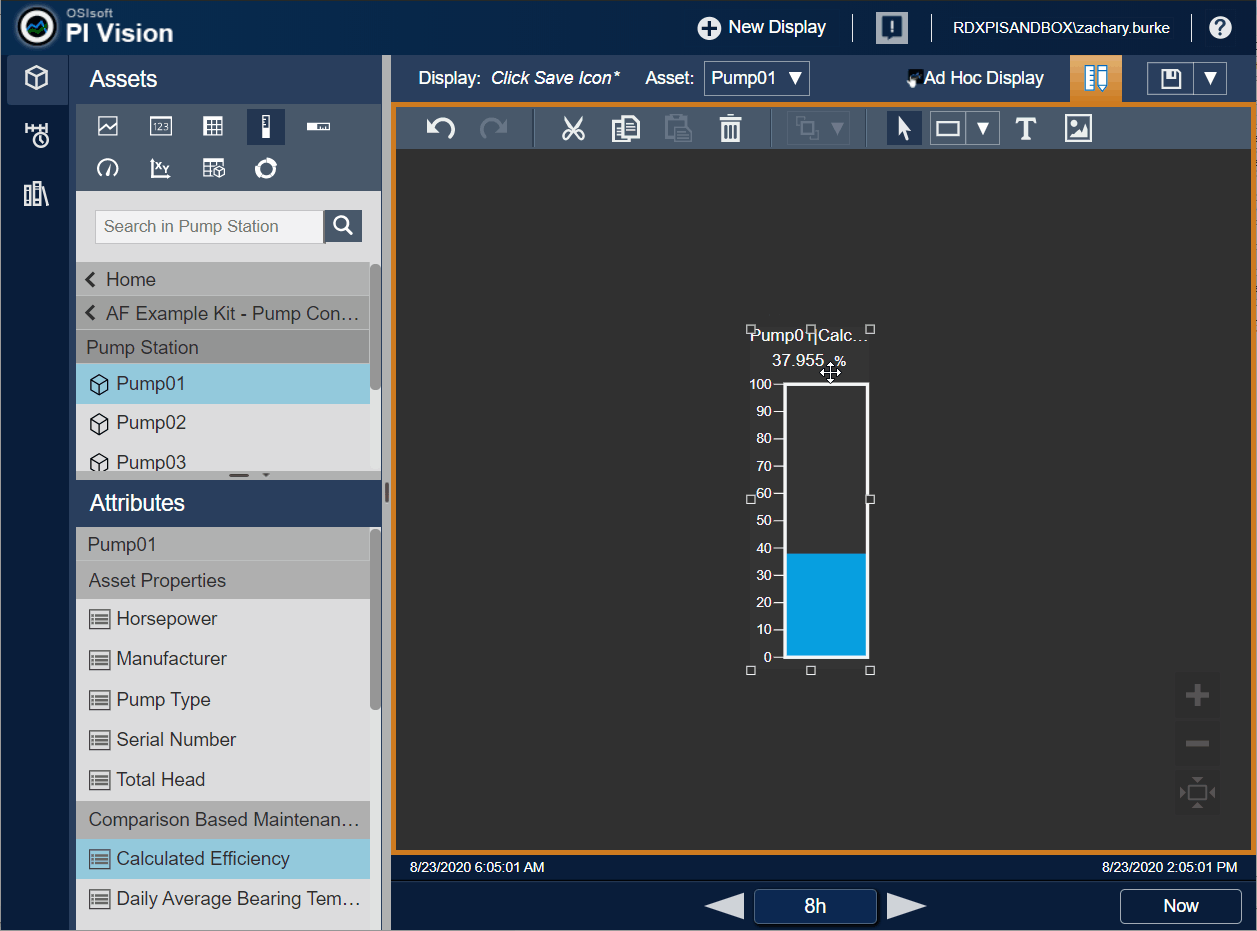 OSIsoft
PI Vision
New Display
RDXPISANDBOX\zachary.burke
?
Assets
Display: Click Save Icon* Asset: Pump01
Ad Hoc Display
123
XY
T
Search in Pump Station
Home
AF Example Kit - Pump Con...
Pump Station
Pump01
Pump02
Pump03
Attributes
Pump01
Asset Properties
Horsepower
Manufacturer
Pump Type
Serial Number
Total Head
Comparison Based Maintenan...
Calculated Efficiency
Daily Average Bearing Tem...
Pump01|Calc...
37.955 %
100
90
80
70
60
50
40
30
20
10
0
8/23/2020 6:05:01 AM
8/23/2020 2:05:01 PM
8h
Now